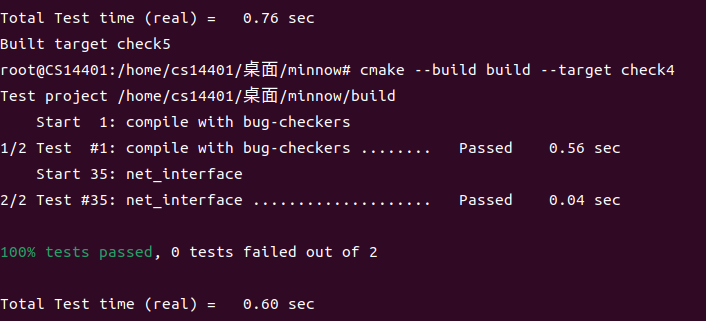 Total Test time (real) =   0.76 sec
Built target check5
root@CS14401:/home/cs14401/桌面/minnow# cmake --build build --target check4
Test project /home/cs14401/桌面/minnow/build
    Start  1: compile with bug-checkers
1/2 Test  #1: compile with bug-checkers ........   Passed    0.56 sec
    Start 35: net_interface
2/2 Test #35: net_interface ....................   Passed    0.04 sec
100% tests passed, 0 tests failed out of 2
Total Test time (real) =   0.60 sec